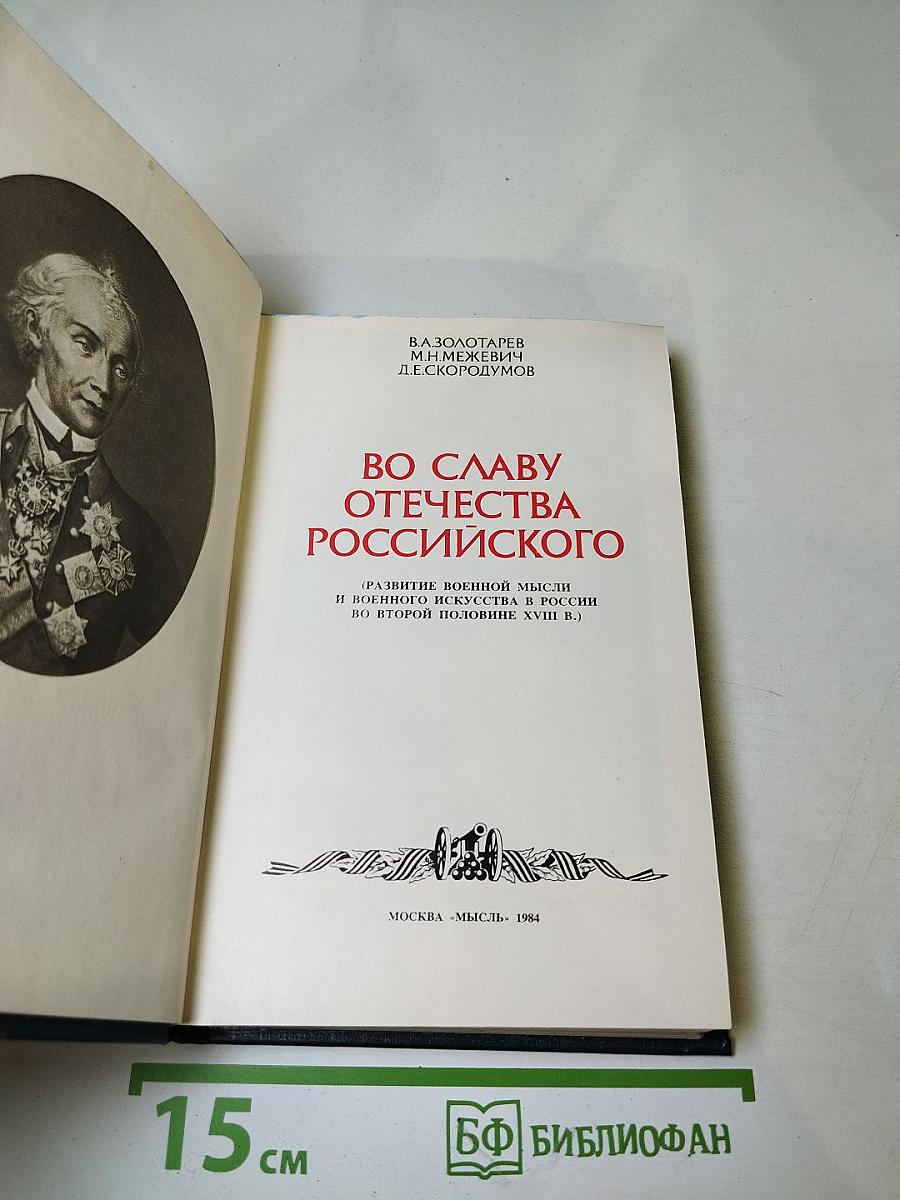 В.А.ЗОЛОТАРЕВ
М.Н.МЕЖЕВИЧ
Д.Е.СКОРОДУМОВ
ВО СЛАВУ
ОТЕЧЕСТВА
РОССИЙСКОГО
(РАЗВИТИЕ ВОЕННОЙ МЫСЛИ
И ВОЕННОГО ИСКУССТВА В РОССИИ
ВО ВТОРОЙ ПОЛОВИНЕ XVIII В.)
МОСКВА «МЫСЛЬ» 1984
15 см
БФ БИБЛИОФАН